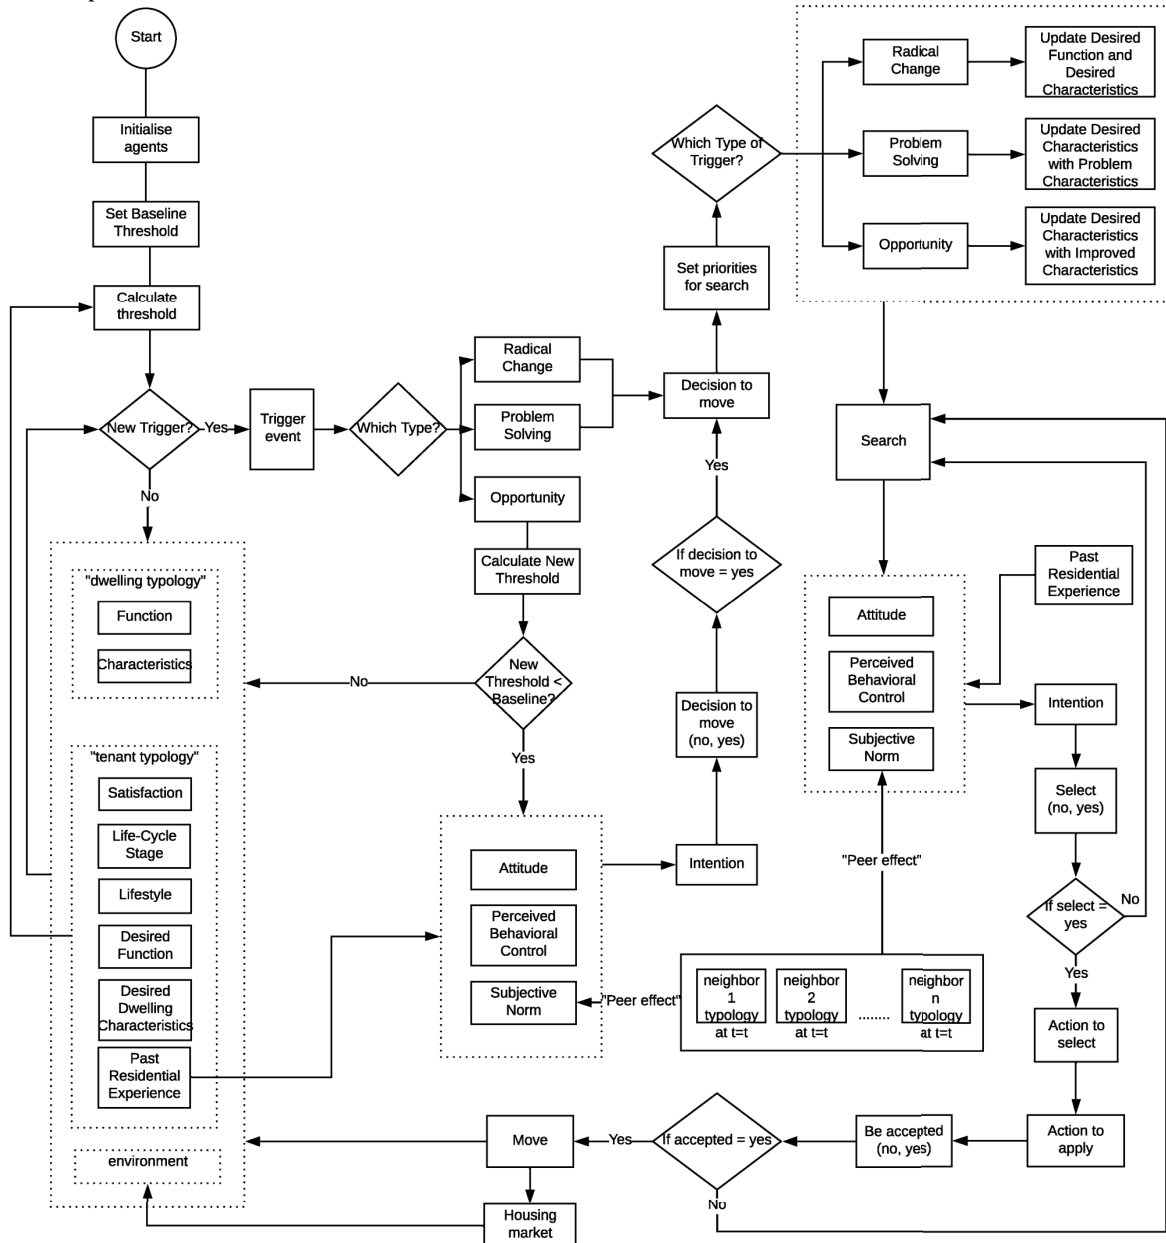 Start
Initialise
agents
Set Baseline
Threshold
Calculate
threshold
New Trigger?
Yes
No
Trigger
event
Which Type?
Radical
Change
Problem
Solving
Opportunity
Calculate New
Threshold
New
Threshold <
Baseline?
No
Yes
Decision to
move
Set priorities
for search
Which Type of
Trigger?
Radical
Change
Update Desired
Function and
Desired
Characteristics
Problem
Solving
Update Desired
Characteristics
with Problem
Characteristics
Opportunity
Update Desired
Characteristics
with Improved
Characteristics
Search
Yes
If decision to
move = yes
Decision to
move
(no, yes)
Intention
"dwelling typology"
Function
Characteristics
"tenant typology"
Satisfaction
Life-Cycle
Stage
Lifestyle
Desired
Function
Desired
Dwelling
Characteristics
Past
Residential
Experience
environment
Attitude
Perceived
Behavioral
Control
Subjective
Norm
"Peer effect"
neighbor
1
typology
at t=t
neighbor
2
typology
at t=t
........
neighbor
n
typology
at t=t
"Peer effect"
Attitude
Perceived
Behavioral
Control
Subjective
Norm
Past
Residential
Experience
Intention
Select
(no, yes)
If select =
yes
No
Yes
Action to
select
Action to
apply
Be accepted
(no, yes)
If accepted = yes
Yes
No
Move
Housing
market